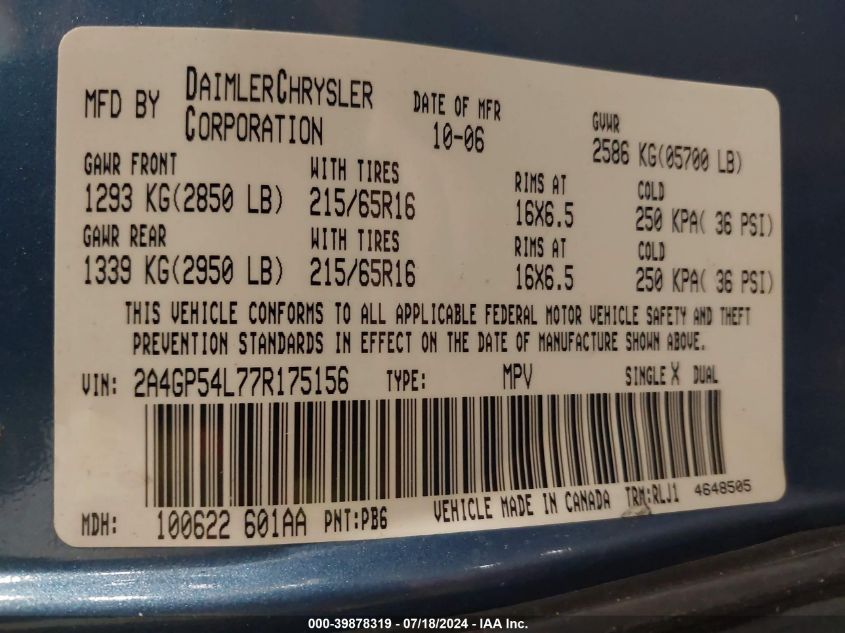 MFD BY DAIMLERCHRYSLER CORPORATION DATE OF MFR 10-06 GVWR 2586 KG(05700 LB)
GAWR FRONT WITH TIRES RIMS AT COLD
1293 KG(2850 LB) 215/65R16 16X6.5 250 KPA( 36 PSI)
GAWR REAR WITH TIRES RIMS AT COLD
1339 KG(2950 LB) 215/65R16 16X6.5 250 KPA( 36 PSI)
THIS VEHICLE CONFORMS TO ALL APPLICABLE FEDERAL MOTOR VEHICLE SAFETY AND THEFT
PREVENTION STANDARDS IN EFFECT ON THE DATE OF MANUFACTURE SHOWN ABOVE.
VIN: 2A4GP54L77R175156 TYPE: MPV SINGLE X DUAL
MDH: 100622 601AA PNT:PB6 VEHICLE MADE IN CANADA TRM:RLJ1 4648505
000-39878319 - 07/18/2024 - IAA Inc.